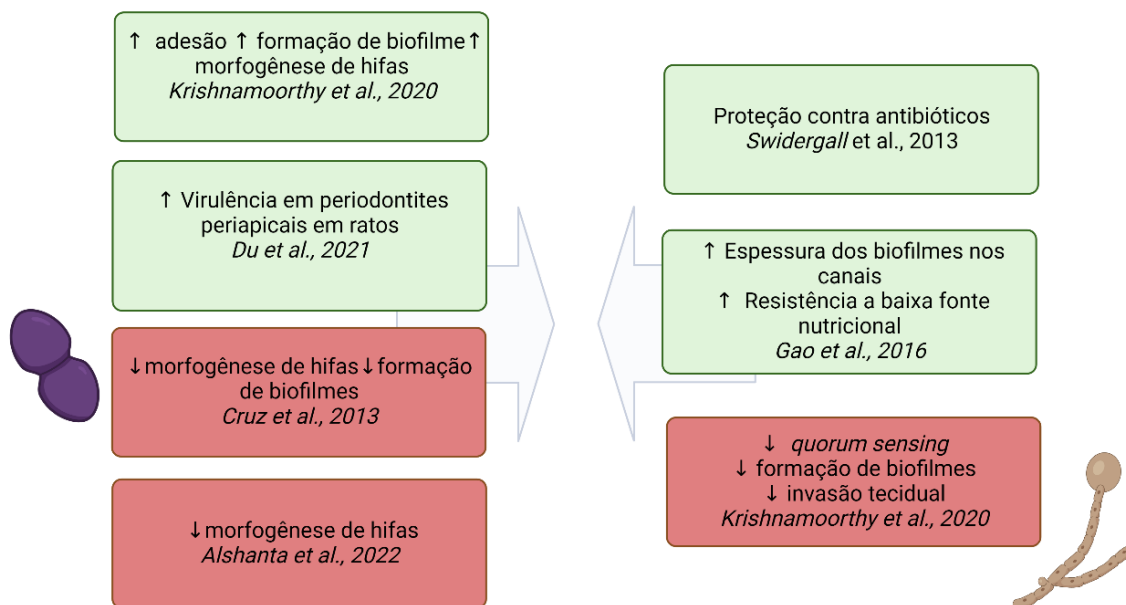 ↑ adesão ↑ formação de biofilme↑
morfogênese de hifas
Krishnamoorthy et al., 2020
↑ Virulência em periodontites
periapicais em ratos
Du et al., 2021
↓morfogênese de hifas↓formação
de biofilmes
Cruz et al., 2013
↓morfogênese de hifas
Alshanta et al., 2022
Proteção contra antibióticos
Swidergall et al., 2013
↑ Espessura dos biofilmes nos
canais
↑ Resistência a baixa fonte
nutricional
Gao et al., 2016
↓ quorum sensing
↓ formação de biofilmes
↓ invasão tecidual
Krishnamoorthy et al., 2020